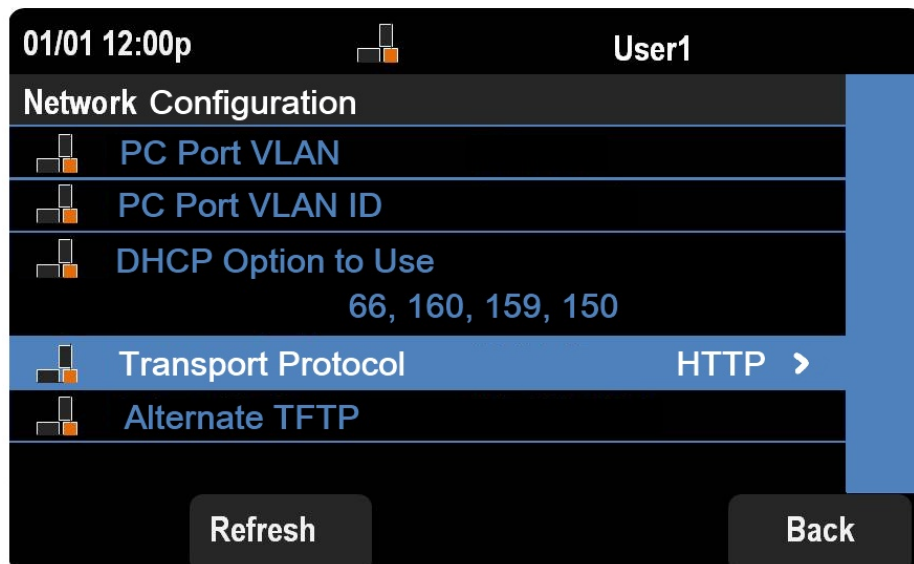 01/01 12:00p User1
Network Configuration
PC Port VLAN
PC Port VLAN ID
DHCP Option to Use
66, 160, 159, 150
Transport Protocol HTTP >
Alternate TFTP
Refresh Back